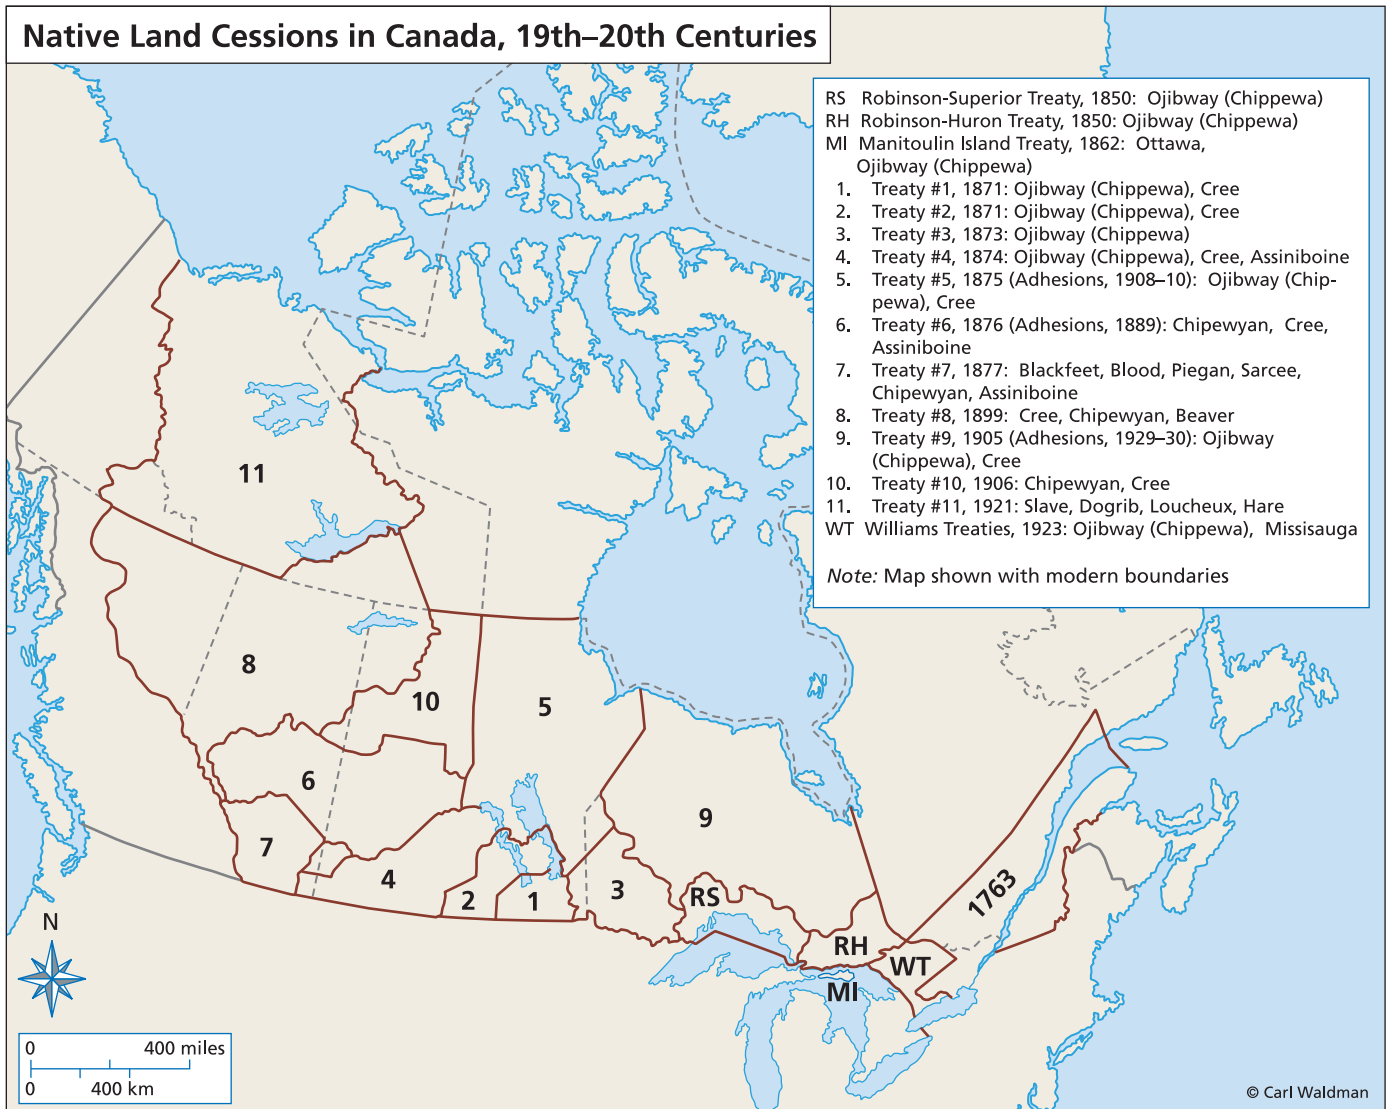 Native Land Cessions in Canada, 19th–20th Centuries
RS Robinson-Superior Treaty, 1850: Ojibway (Chippewa)
RH Robinson-Huron Treaty, 1850: Ojibway (Chippewa)
MI Manitoulin Island Treaty, 1862: Ottawa,
Ojibway (Chippewa)
1. Treaty #1, 1871: Ojibway (Chippewa), Cree
2. Treaty #2, 1871: Ojibway (Chippewa), Cree
3. Treaty #3, 1873: Ojibway (Chippewa)
4. Treaty #4, 1874: Ojibway (Chippewa), Cree, Assiniboine
5. Treaty #5, 1875 (Adhesions, 1908–10): Ojibway (Chip-
pewa), Cree
6. Treaty #6, 1876 (Adhesions, 1889): Chipewyan, Cree,
Assiniboine
7. Treaty #7, 1877: Blackfeet, Blood, Piegan, Sarcee,
Chipewyan, Assiniboine
8. Treaty #8, 1899: Cree, Chipewyan, Beaver
9. Treaty #9, 1905 (Adhesions, 1929–30): Ojibway
(Chippewa), Cree
10. Treaty #10, 1906: Chipewyan, Cree
11. Treaty #11, 1921: Slave, Dogrib, Loucheux, Hare
WT Williams Treaties, 1923: Ojibway (Chippewa), Missisauga
Note: Map shown with modern boundaries
11
8
10
5
6
9
7
4
2
1
3
RS
1763
RH
WT
MI
N
0 400 miles
0 400 km
© Carl Waldman